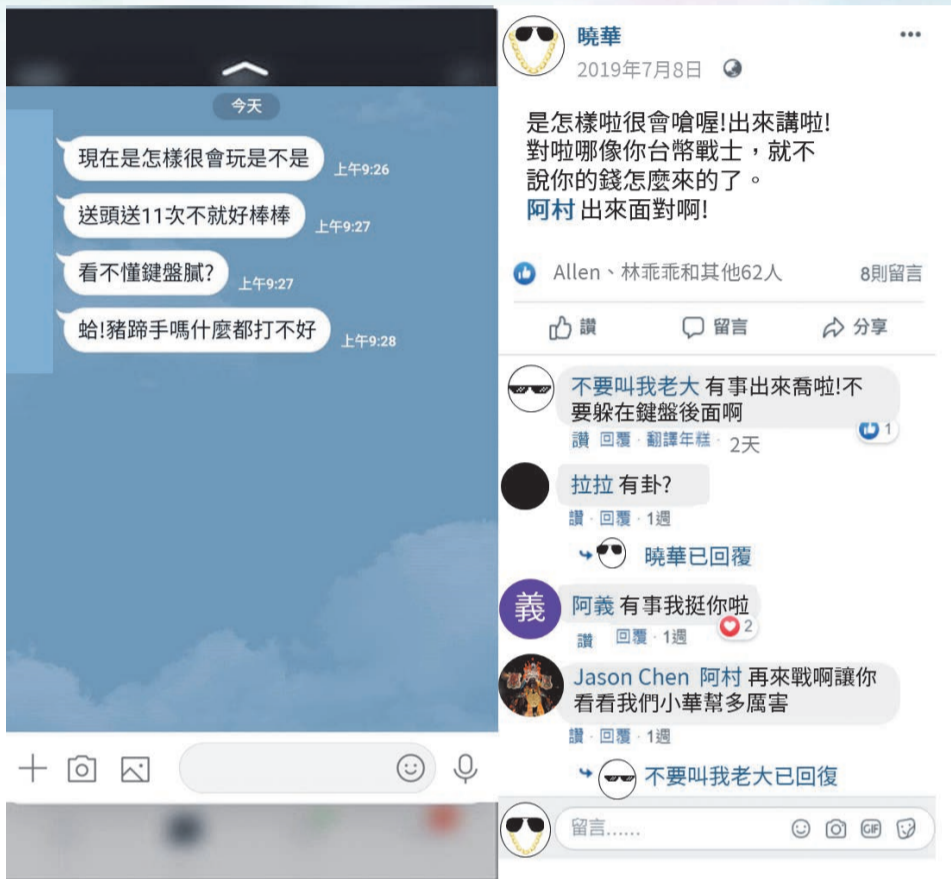 今天
現在是怎樣很會玩是不是
上午9:26
送頭送11次不就好棒棒
上午9:27
看不懂鍵盤膩?
上午9:27
蛤!豬蹄手嗎什麼都打不好
上午9:28
曉華
2019年7月8日
是怎樣啦很會嗆喔!出來講啦!
對啦哪像你台幣戰士，就不
說你的錢怎麼來的了。
阿村 出來面對啊!
Allen、林乖乖和其他62人
8則留言
讚
留言
分享
不要叫我老大 有事出來喬啦!不
要躲在鍵盤後面啊
讚 回覆·翻譯年糕· 2天
1
拉拉 有卦?
讚·回覆·1週
曉華已回覆
義
阿義 有事我挺你啦
讚 回覆·1週
2
Jason Chen 阿村 再來戰啊讓你
看看我們小華幫多厲害
讚·回覆·1週
不要叫我老大已回復
留言......
GIF